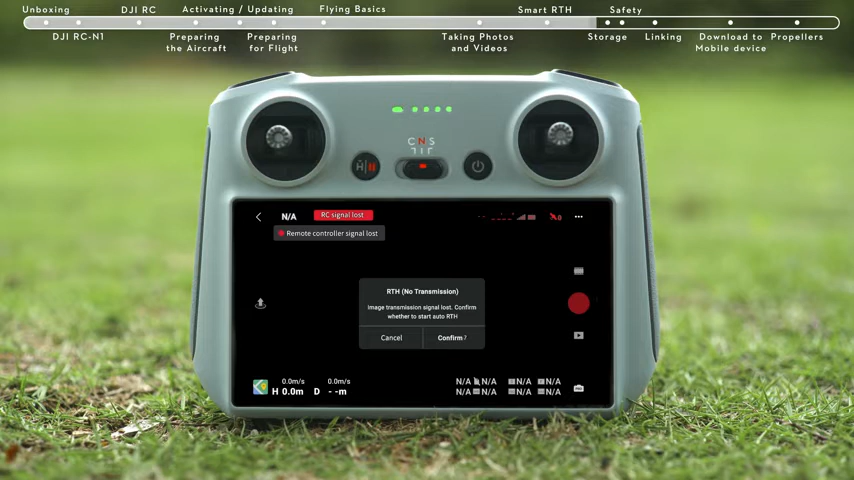 Unboxing
DJI RC
Activating / Updating
Flying Basics
Smart RTH
Safety
DJI RC-N1
Preparing
the Aircraft
Preparing
for Flight
Taking Photos
and Videos
Storage
Linking
Download to
Mobile device
Propellers
C N S
N/A
RC signal lost
0
Remote controller signal lost
RTH (No Transmission)
Image transmission signal lost. Confirm
whether to start auto RTH
Cancel
Confirm
0.0m/s
0.0m/s
H 0.0m D - -m
N/A N/A N/A N/A
N/A N/A N/A N/A
PRO